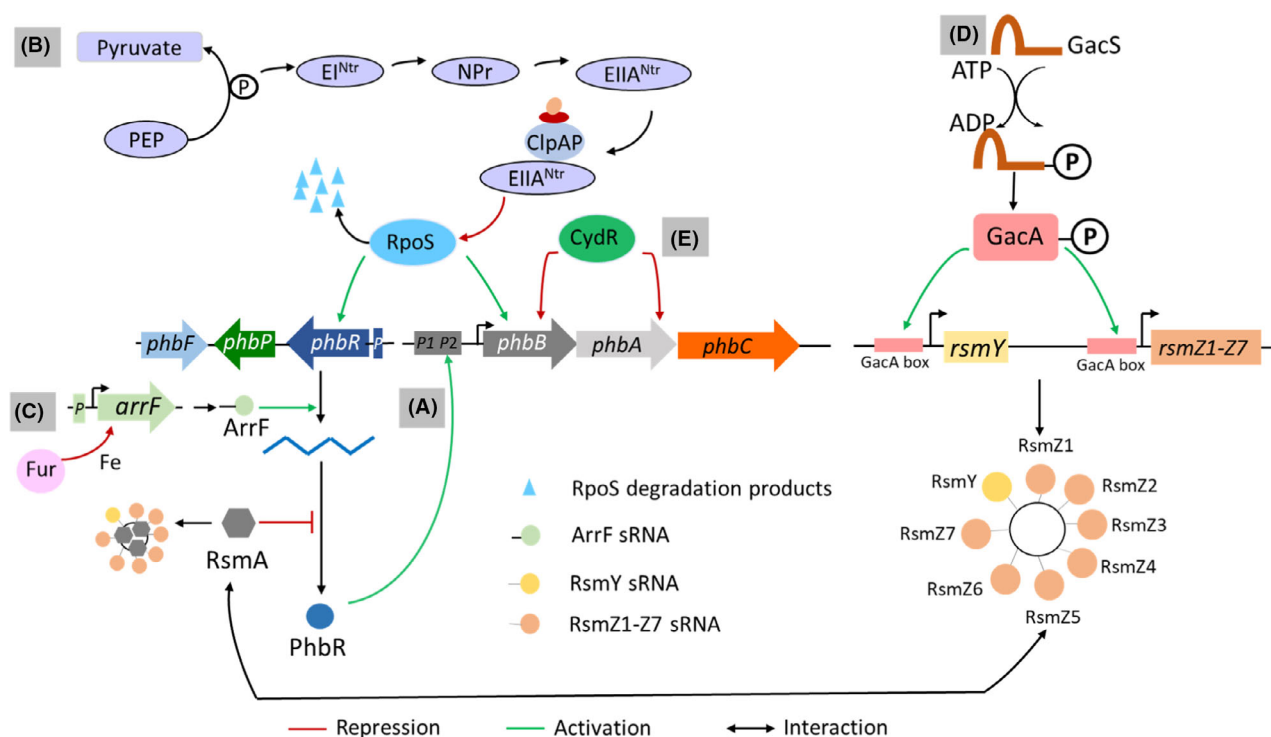 (B)
Pyruvate
PEP
P
EI^Ntr
NPr
EIIA^Ntr
ClpAP
EIIA^Ntr
RpoS
CydR
(E)
(D)
GacS
ATP
ADP
P
GacA
P
phbF
phbP
phbR
P
P1 P2
phbB
phbA
phbC
GacA box
rsmY
GacA box
rsmZ1-Z7
(C)
P
arrF
ArrF
Fur
Fe
(A)
RsmA
PhbR
RsmZ1
RsmY
RsmZ2
RsmZ7
RsmZ3
RsmZ4
RsmZ6
RsmZ5
RpoS degradation products
ArrF sRNA
RsmY sRNA
RsmZ1-Z7 sRNA
Repression
Activation
Interaction